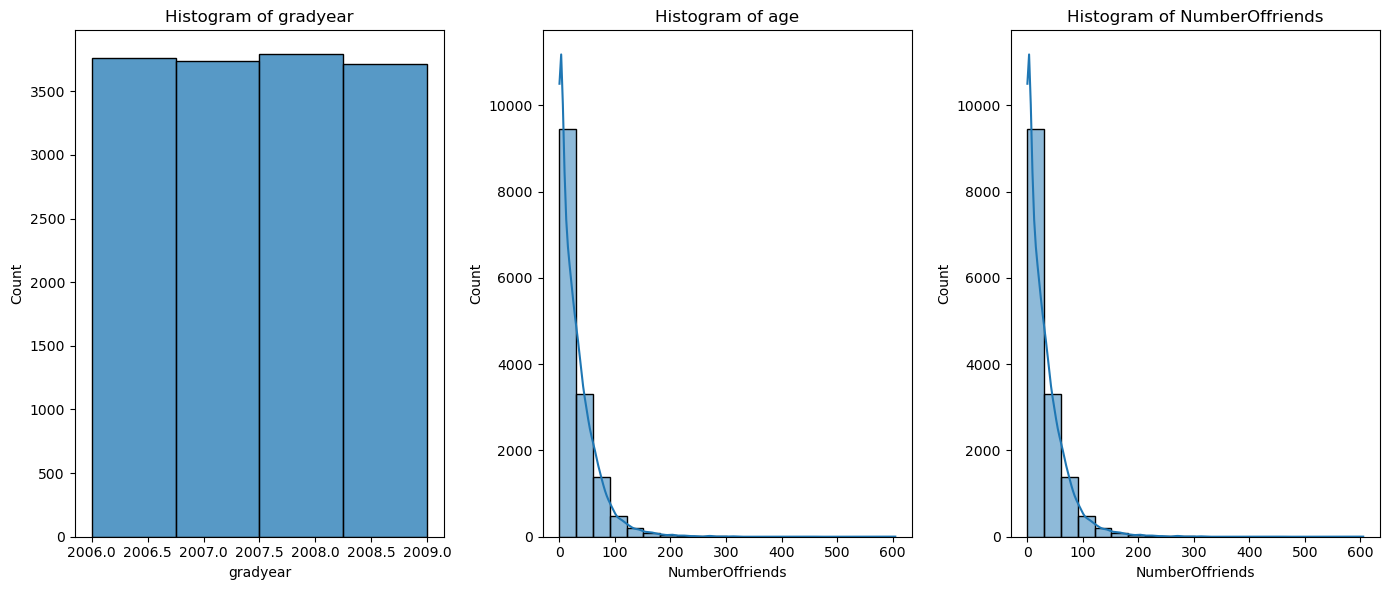 Histogram of gradyear
Count
3500
3000
2500
2000
1500
1000
500
0
2006.0 2006.5 2007.0 2007.5 2008.0 2008.5 2009.0
gradyear
Histogram of age
Count
10000
8000
6000
4000
2000
0
0 100 200 300 400 500 600
NumberOffriends
Histogram of NumberOffriends
Count
10000
8000
6000
4000
2000
0
0 100 200 300 400 500 600
NumberOffriends